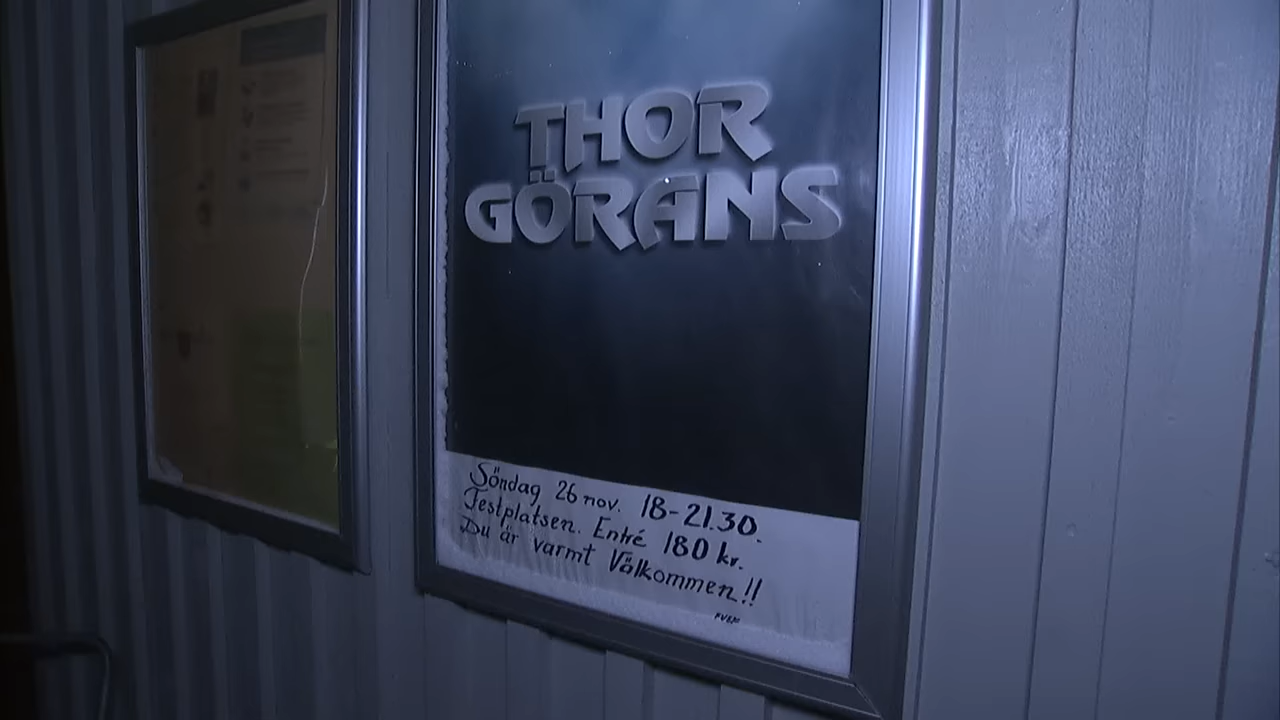 THOR
GÖRANS
Söndag 26 nov. 18-21.30.
Festplatsen. Entré 180 kr.
Du är varmt Välkommen!!